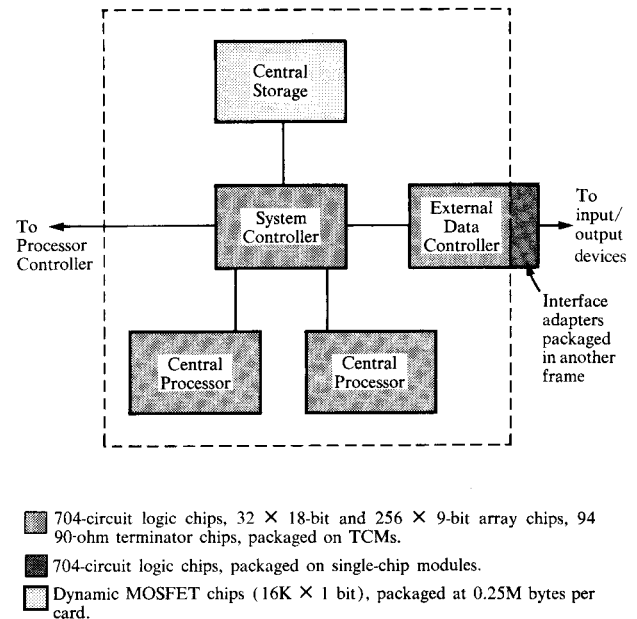 Central
Storage
To
Processor
Controller
System
Controller
External
Data
Controller
To
input/
output
devices
Interface
adapters
packaged
in another
frame
Central
Processor
Central
Processor
704-circuit logic chips, 32 × 18-bit and 256 × 9-bit array chips, 94
90-ohm terminator chips, packaged on TCMs.
704-circuit logic chips, packaged on single-chip modules.
Dynamic MOSFET chips (16K × 1 bit), packaged at 0.25M bytes per
card.